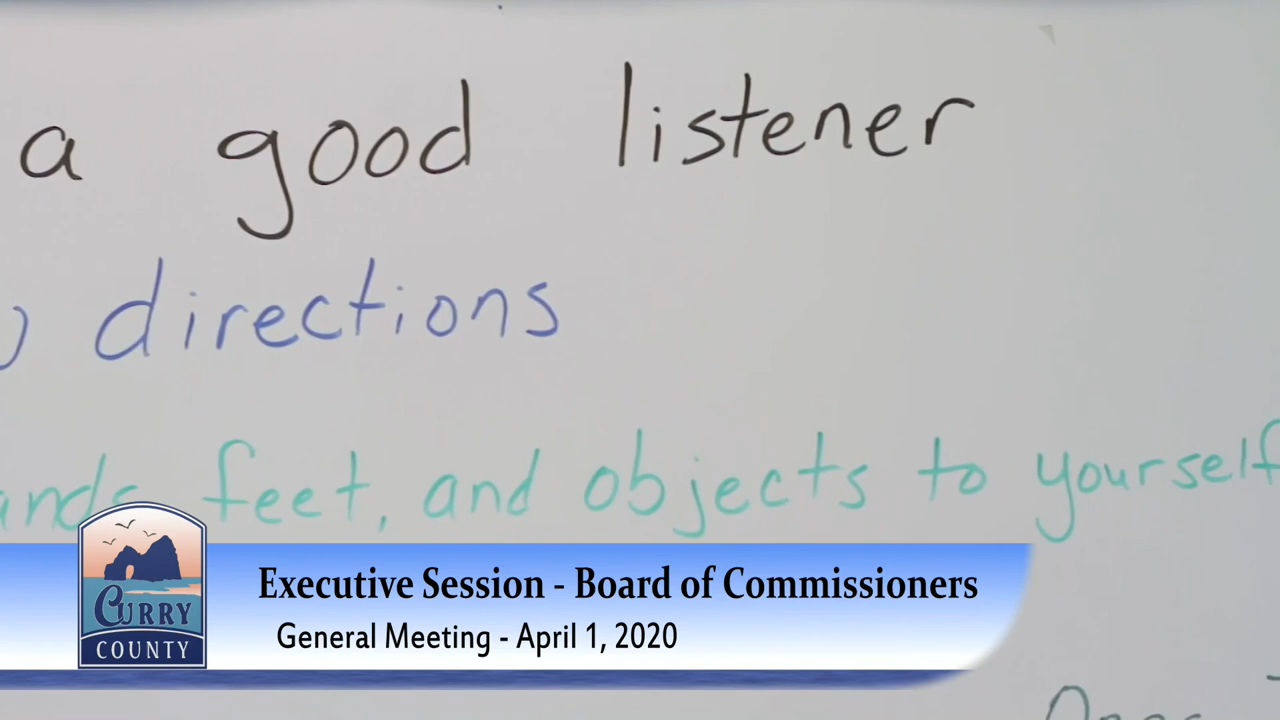 a good listener
directions
ands feet, and objects to yourself
Executive Session - Board of Commissioners
General Meeting - April 1, 2020
CURRY
COUNTY